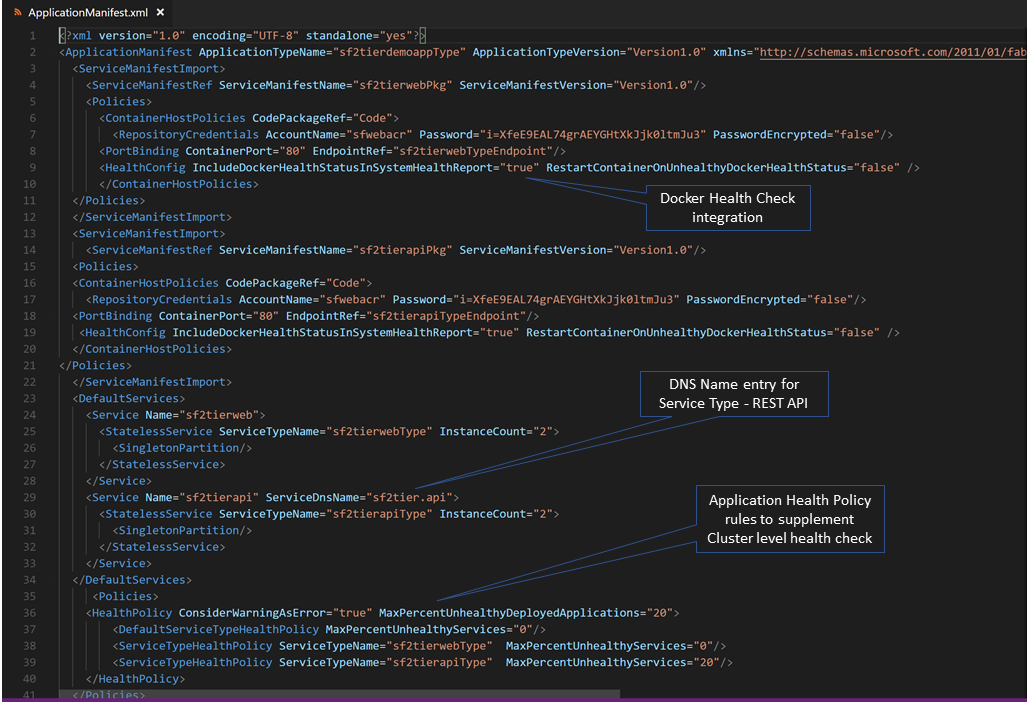 ApplicationManifest.xml ×
1 <?xml version="1.0" encoding="UTF-8" standalone="yes"?>
2 <ApplicationManifest ApplicationTypeName="sf2tierdemoappType" ApplicationTypeVersion="Version1.0" xmlns="http://schemas.microsoft.com/2011/01/fab
3 <ServiceManifestImport>
4 <ServiceManifestRef ServiceManifestName="sf2tierwebPkg" ServiceManifestVersion="Version1.0"/>
5 <Policies>
6 <ContainerHostPolicies CodePackageRef="Code">
7 <RepositoryCredentials AccountName="sfwebacr" Password="i=XfeE9EAL74grAEYGHtXkJjk0ltmJu3" PasswordEncrypted="false"/>
8 <PortBinding ContainerPort="80" EndpointRef="sf2tierwebTypeEndpoint"/>
9 <HealthConfig IncludeDockerHealthStatusInSystemHealthReport="true" RestartContainerOnUnhealthyDockerHealthStatus="false" />
10 </ContainerHostPolicies>
11 </Policies>
Docker Health Check
integration
12 </ServiceManifestImport>
13 <ServiceManifestImport>
14 <ServiceManifestRef ServiceManifestName="sf2tierapiPkg" ServiceManifestVersion="Version1.0"/>
15 <Policies>
16 <ContainerHostPolicies CodePackageRef="Code">
17 <RepositoryCredentials AccountName="sfwebacr" Password="i=XfeE9EAL74grAEYGHtXkJjk0ltmJu3" PasswordEncrypted="false"/>
18 <PortBinding ContainerPort="80" EndpointRef="sf2tierapiTypeEndpoint"/>
19 <HealthConfig IncludeDockerHealthStatusInSystemHealthReport="true" RestartContainerOnUnhealthyDockerHealthStatus="false" />
20 </ContainerHostPolicies>
21 </Policies>
22 </ServiceManifestImport>
23 <DefaultServices>
DNS Name entry for
Service Type - REST API
24 <Service Name="sf2tierweb">
25 <StatelessService ServiceTypeName="sf2tierwebType" InstanceCount="2">
26 <SingletonPartition/>
27 </StatelessService>
28 </Service>
29 <Service Name="sf2tierapi" ServiceDnsName="sf2tier.api">
30 <StatelessService ServiceTypeName="sf2tierapiType" InstanceCount="2">
31 <SingletonPartition/>
32 </StatelessService>
Application Health Policy
rules to supplement
Cluster level health check
33 </Service>
34 </DefaultServices>
35 <Policies>
36 <HealthPolicy ConsiderWarningAsError="true" MaxPercentUnhealthyDeployedApplications="20">
37 <DefaultServiceTypeHealthPolicy MaxPercentUnhealthyServices="0"/>
38 <ServiceTypeHealthPolicy ServiceTypeName="sf2tierwebType" MaxPercentUnhealthyServices="0"/>
39 <ServiceTypeHealthPolicy ServiceTypeName="sf2tierapiType" MaxPercentUnhealthyServices="20"/>
40 </HealthPolicy>
41 </Policies>